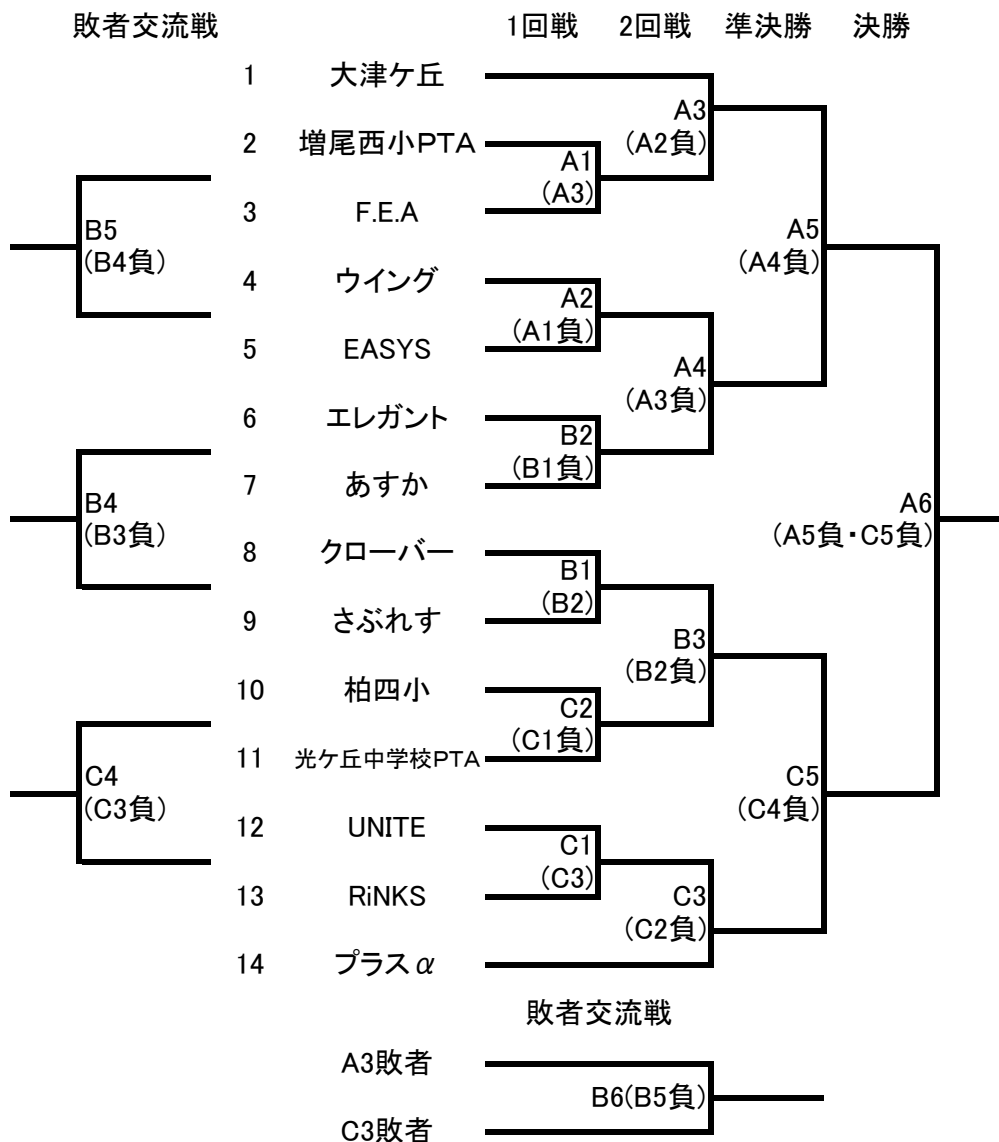 敗者交流戦 1回戦 2回戦 準決勝 決勝
1 大津ケ丘
A3
(A2負)
2 増尾西小PTA
A1
(A3)
3 F.E.A
B5
(B4負)
A5
(A4負)
4 ウイング
A2
(A1負)
5 EASYS
A4
(A3負)
6 エレガント
B2
(B1負)
7 あすか
B4
(B3負)
A6
(A5負・C5負)
8 クローバー
B1
(B2)
9 さぶれす
B3
(B2負)
10 柏四小
C2
(C1負)
11 光ケ丘中学校PTA
C4
(C3負)
C5
(C4負)
12 UNITE
C1
(C3)
13 RiNKS
C3
(C2負)
14 プラスα
敗者交流戦
A3敗者
B6(B5負)
C3敗者